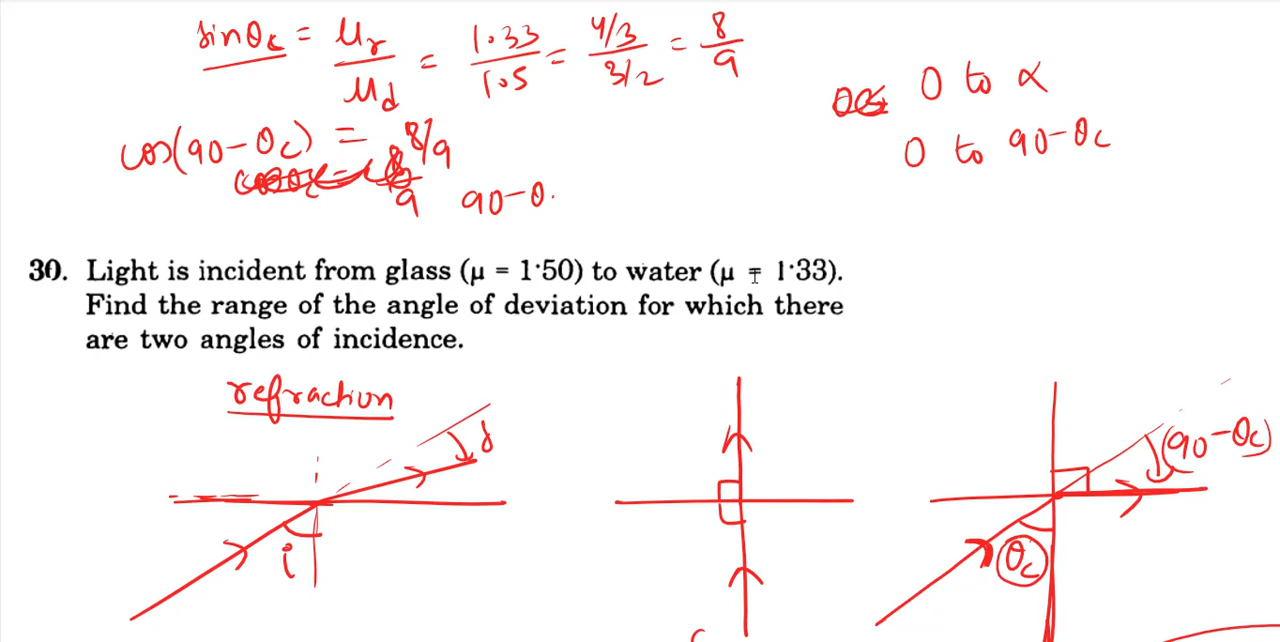 sinθc = μr/μd = 1.33/1.5 = 4/3 / 3/2 = 8/9
0 to α
cos(90-θc) = 8/9
0 to 90-θc
8/9 90-θ.
30. Light is incident from glass (μ = 1·50) to water (μ = 1·33).
Find the range of the angle of deviation for which there
are two angles of incidence.
refraction
δ
(90-θc)
i
θc